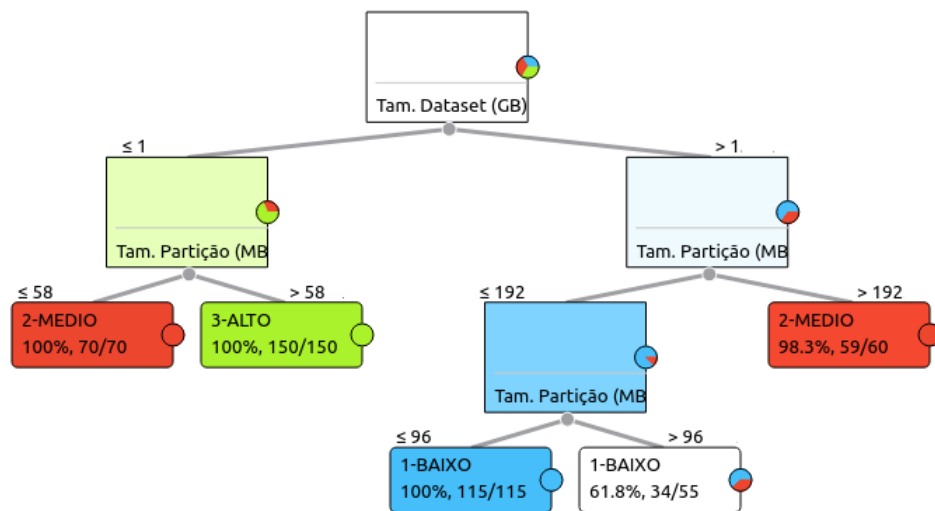 Tam. Dataset (GB)
≤ 1
> 1
Tam. Partição (MB
Tam. Partição (MB
≤ 58
> 58
≤ 192
> 192
2-MEDIO
100%, 70/70
3-ALTO
100%, 150/150
2-MEDIO
98.3%, 59/60
Tam. Partição (MB
≤ 96
> 96
1-BAIXO
100%, 115/115
1-BAIXO
61.8%, 34/55